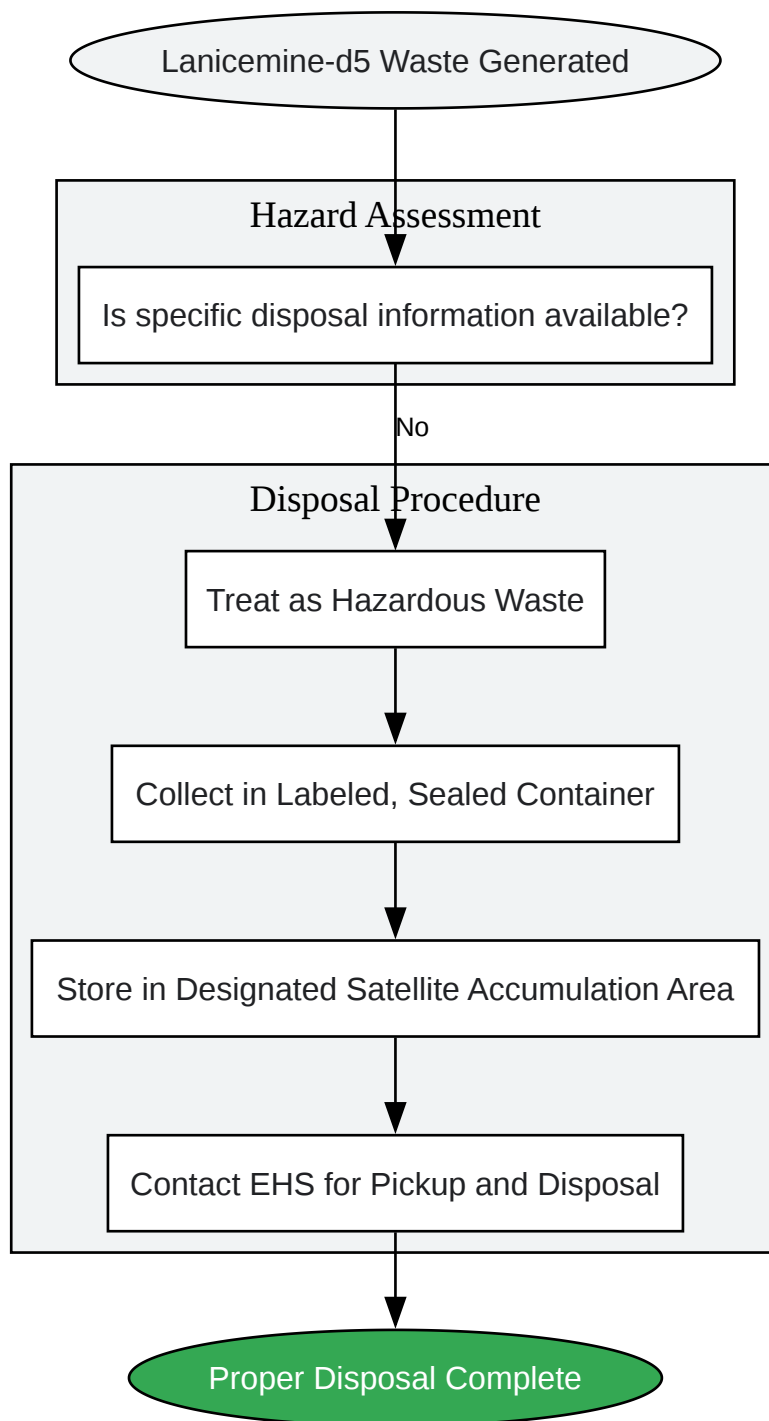 Lanicemine-d5 Waste Generated
Hazard Assessment
Is specific disposal information available?
No
Disposal Procedure
Treat as Hazardous Waste
Collect in Labeled, Sealed Container
Store in Designated Satellite Accumulation Area
Contact EHS for Pickup and Disposal
Proper Disposal Complete